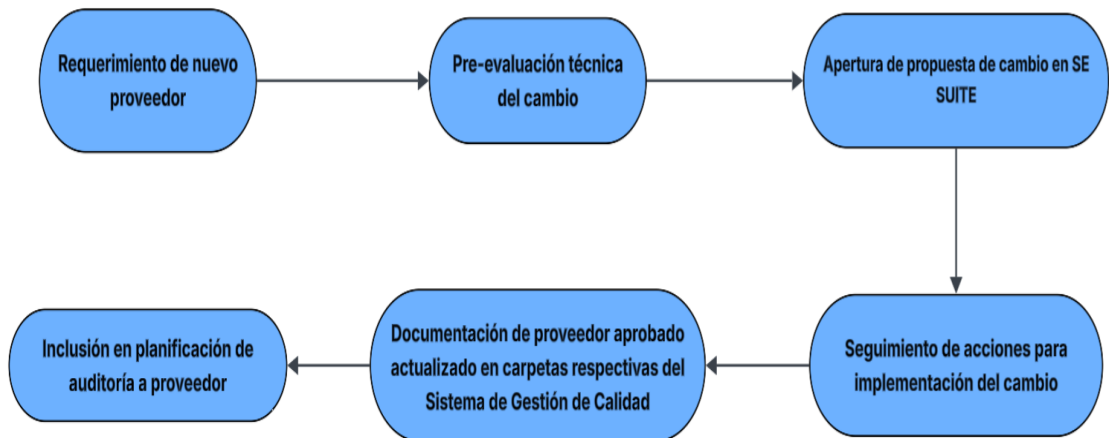 Requerimiento de nuevo
proveedor
Pre-evaluación técnica
del cambio
Apertura de propuesta de cambio en SE
SUITE
Seguimiento de acciones para
implementación del cambio
Documentación de proveedor aprobado
actualizado en carpetas respectivas del
Sistema de Gestión de Calidad
Inclusión en planificación de
auditoría a proveedor